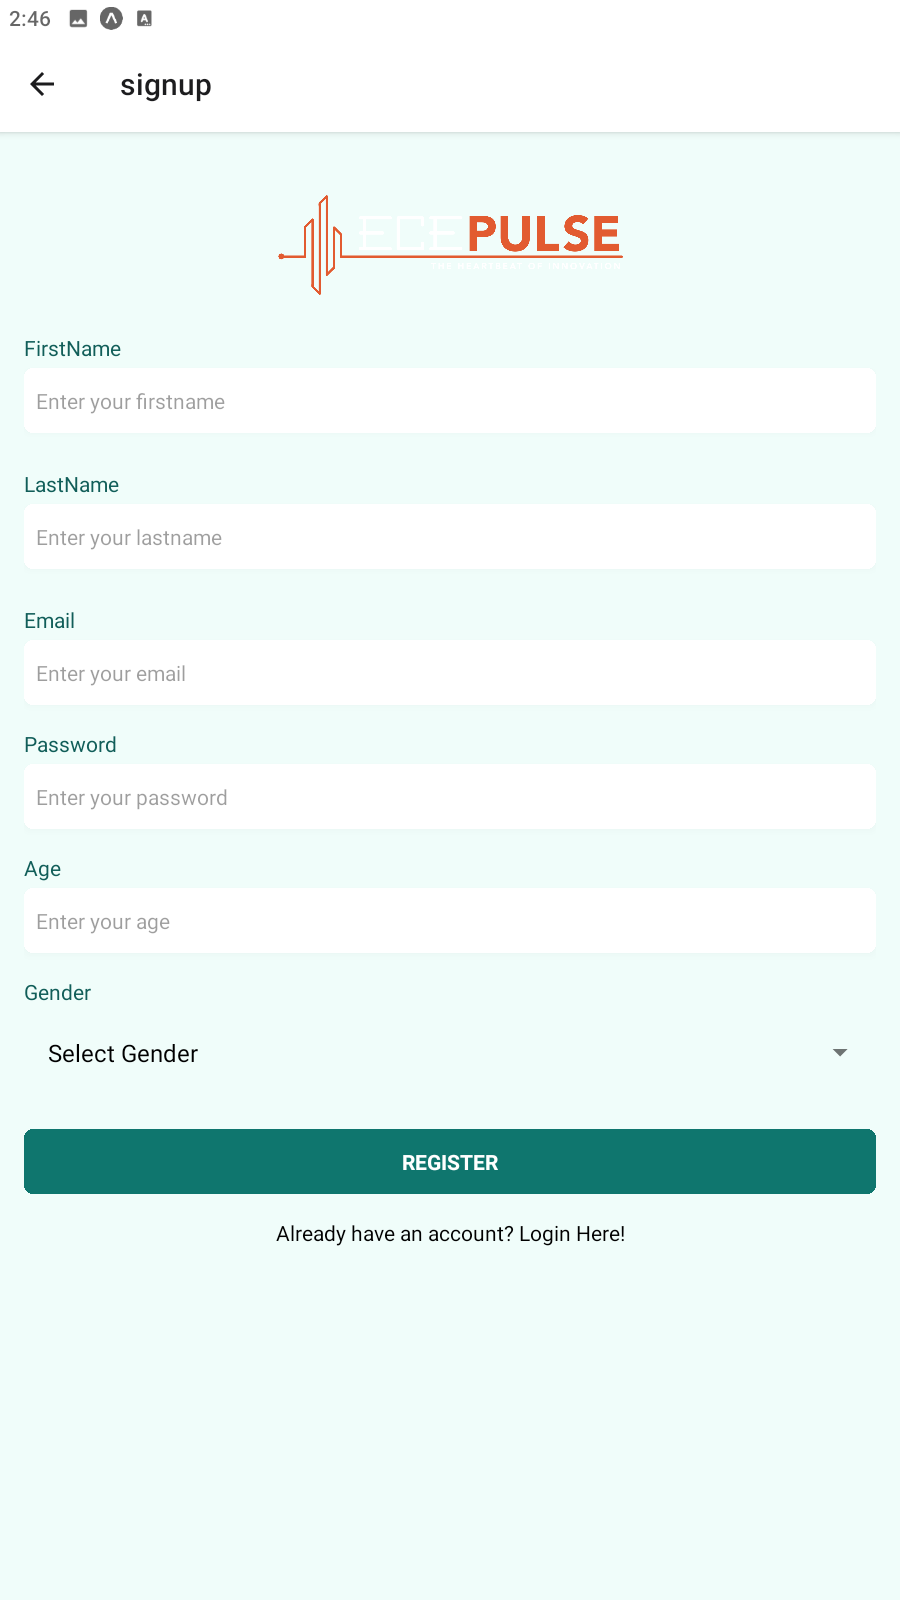 2:46
signup
ECEPULSE
FirstName
Enter your firstname
LastName
Enter your lastname
Email
Enter your email
Password
Enter your password
Age
Enter your age
Gender
Select Gender
REGISTER
Already have an account? Login Here!